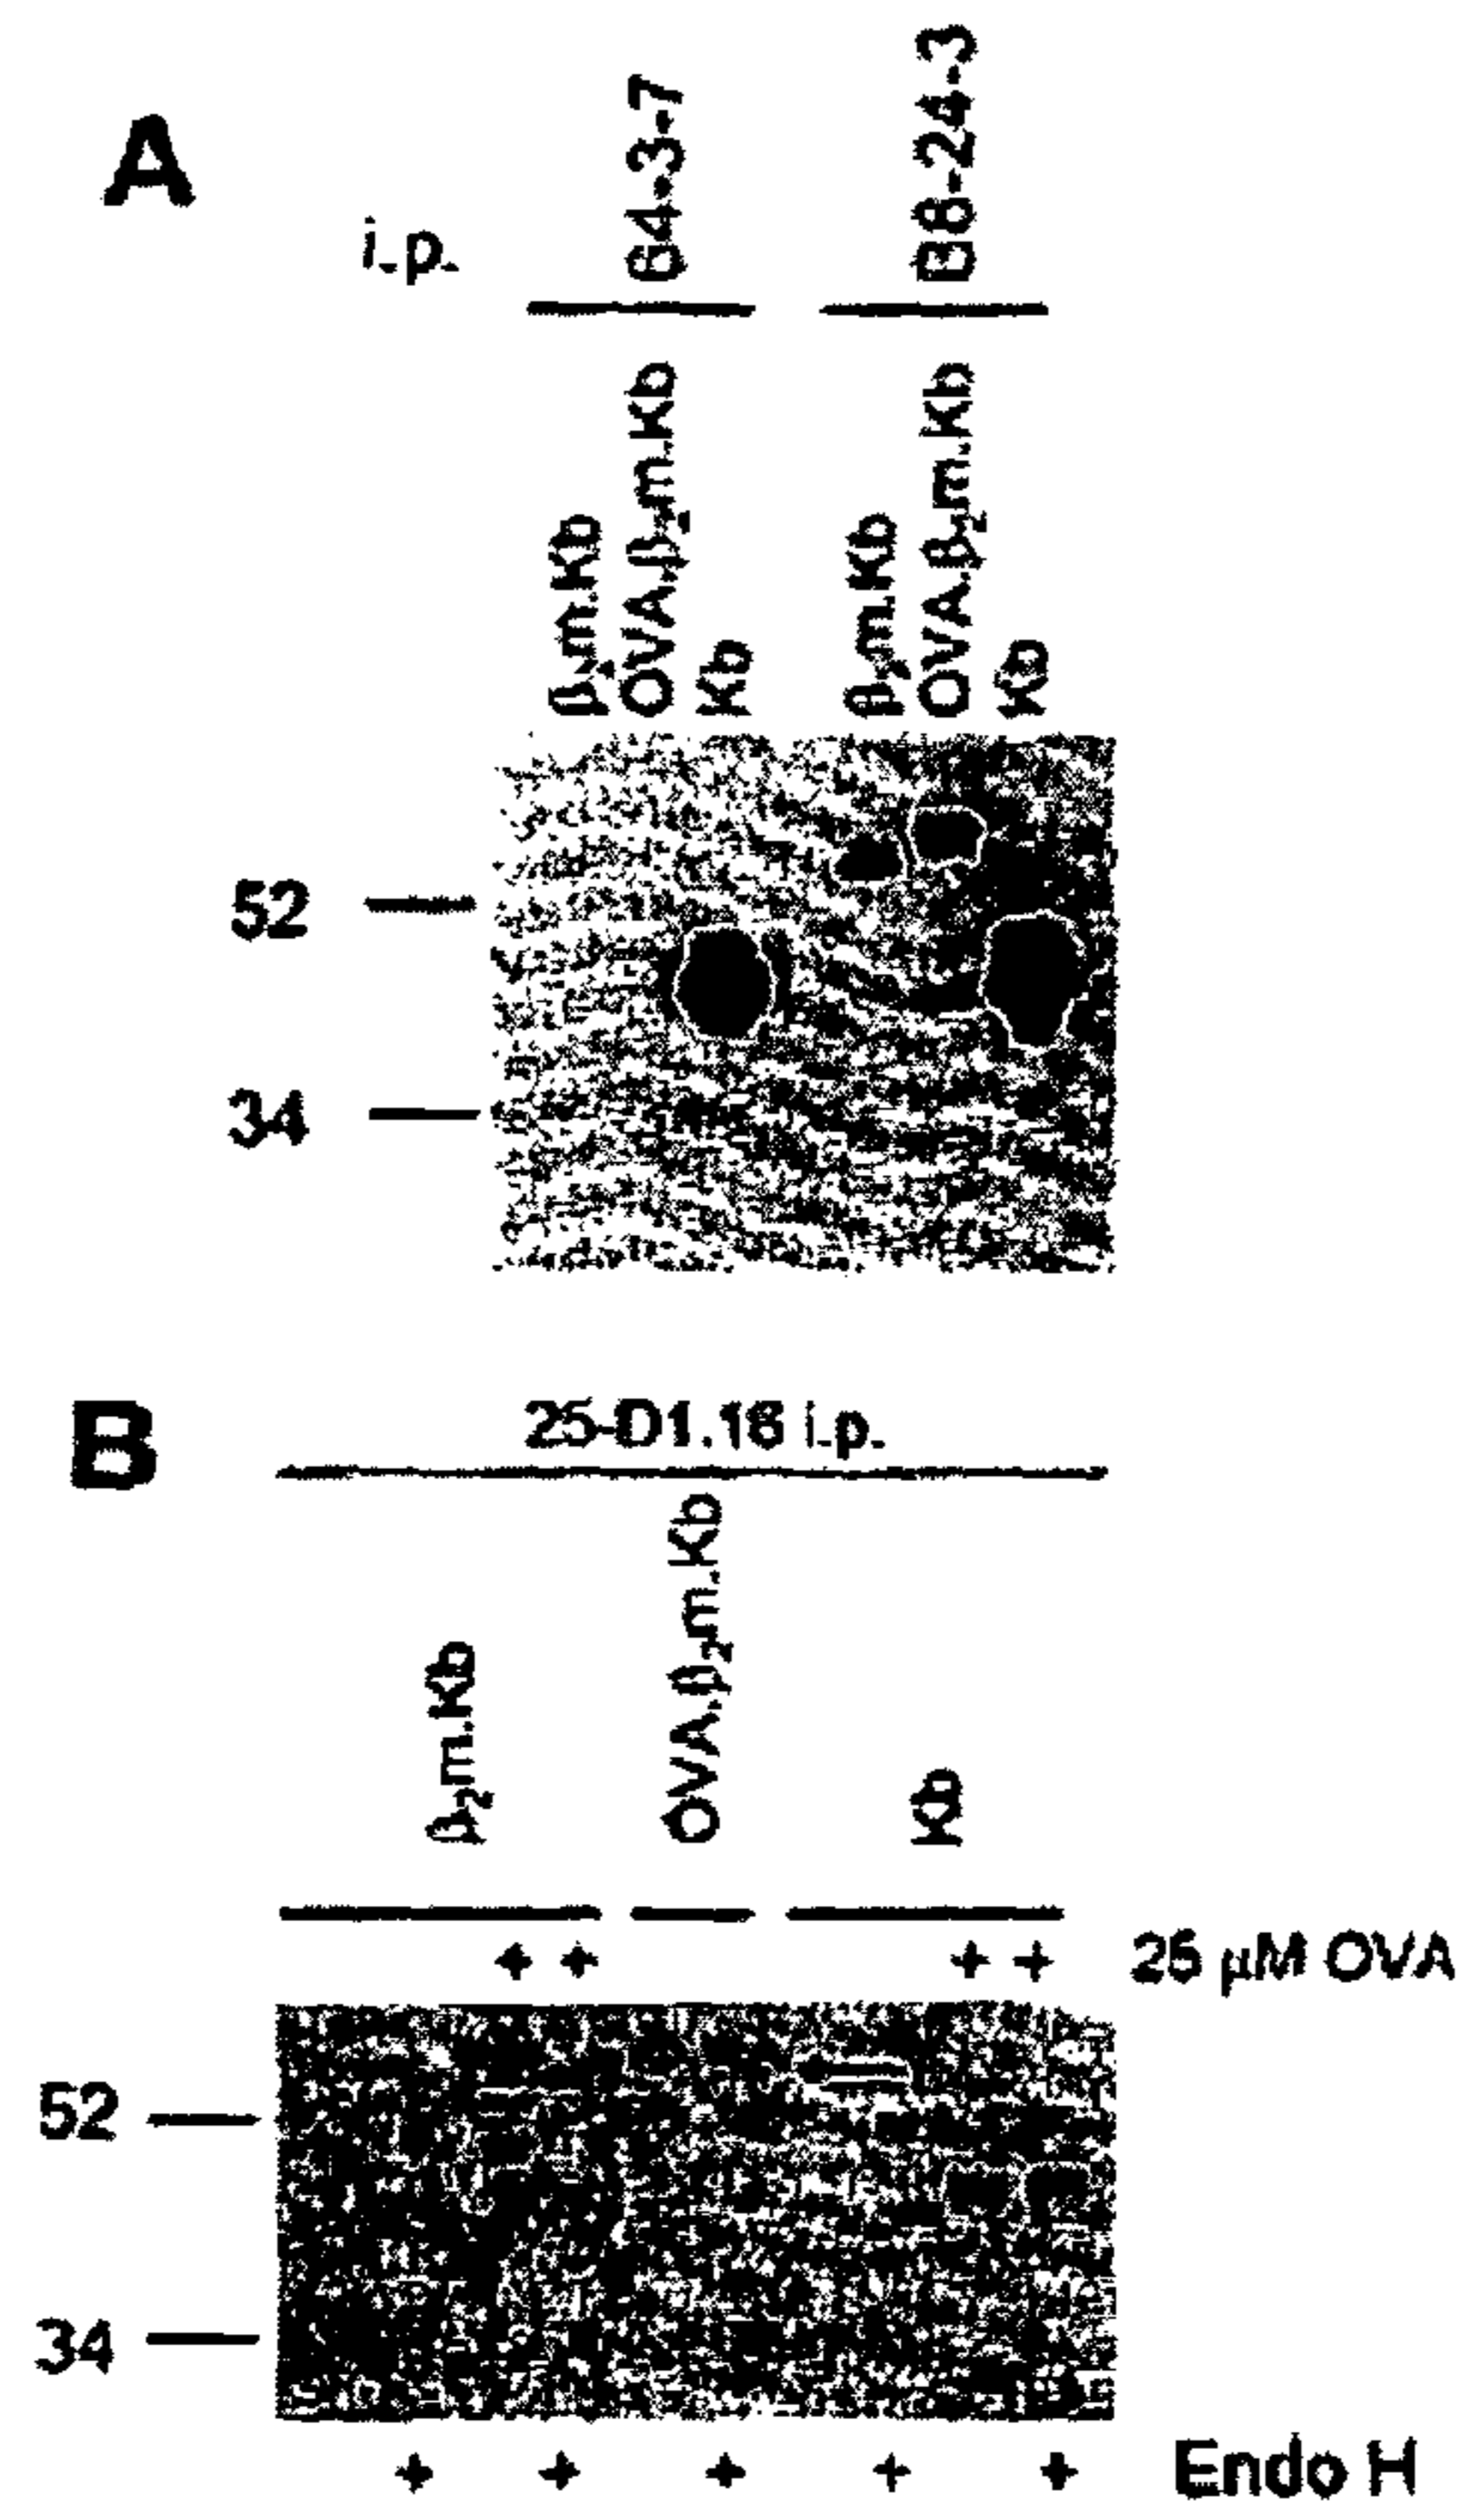 A
i.p.
64-3-7
B8-24-3
β2m.Kb
OVA.β2m.Kb
Kb
β2m.Kb
OVA.β2m.Kb
Kb
52
34
B
25-D1.16 i.p.
β2m.Kb
OVA.β2m.Kb
Kb
+ + + + 25 µM OVA
52
34
+ + + + + Endo H